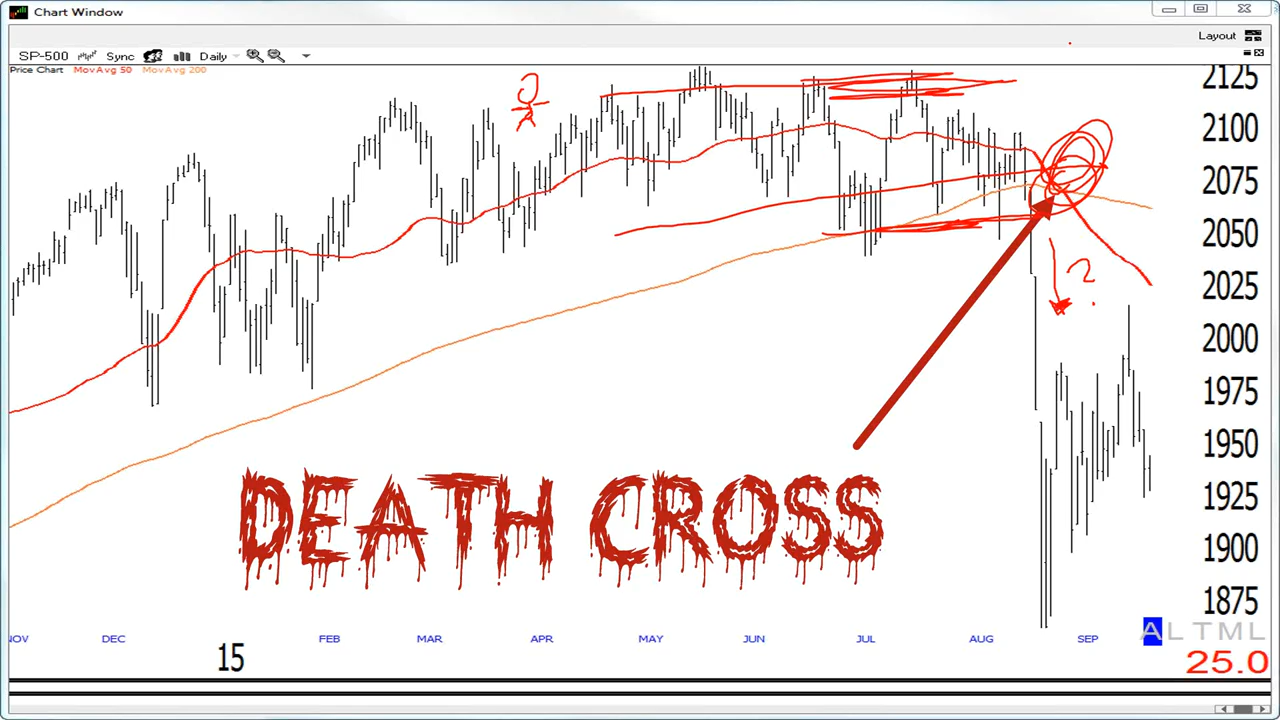 Chart Window
Layout
SP-500 Sync Daily
Price Chart MovAvg 50 MovAvg 200
2125
2100
2075
2050
2025
?
2000
1975
1950
1925
1900
1875
DEATH CROSS
NOV DEC FEB MAR APR MAY JUN JUL AUG SEP
A L T M L
15
25.0